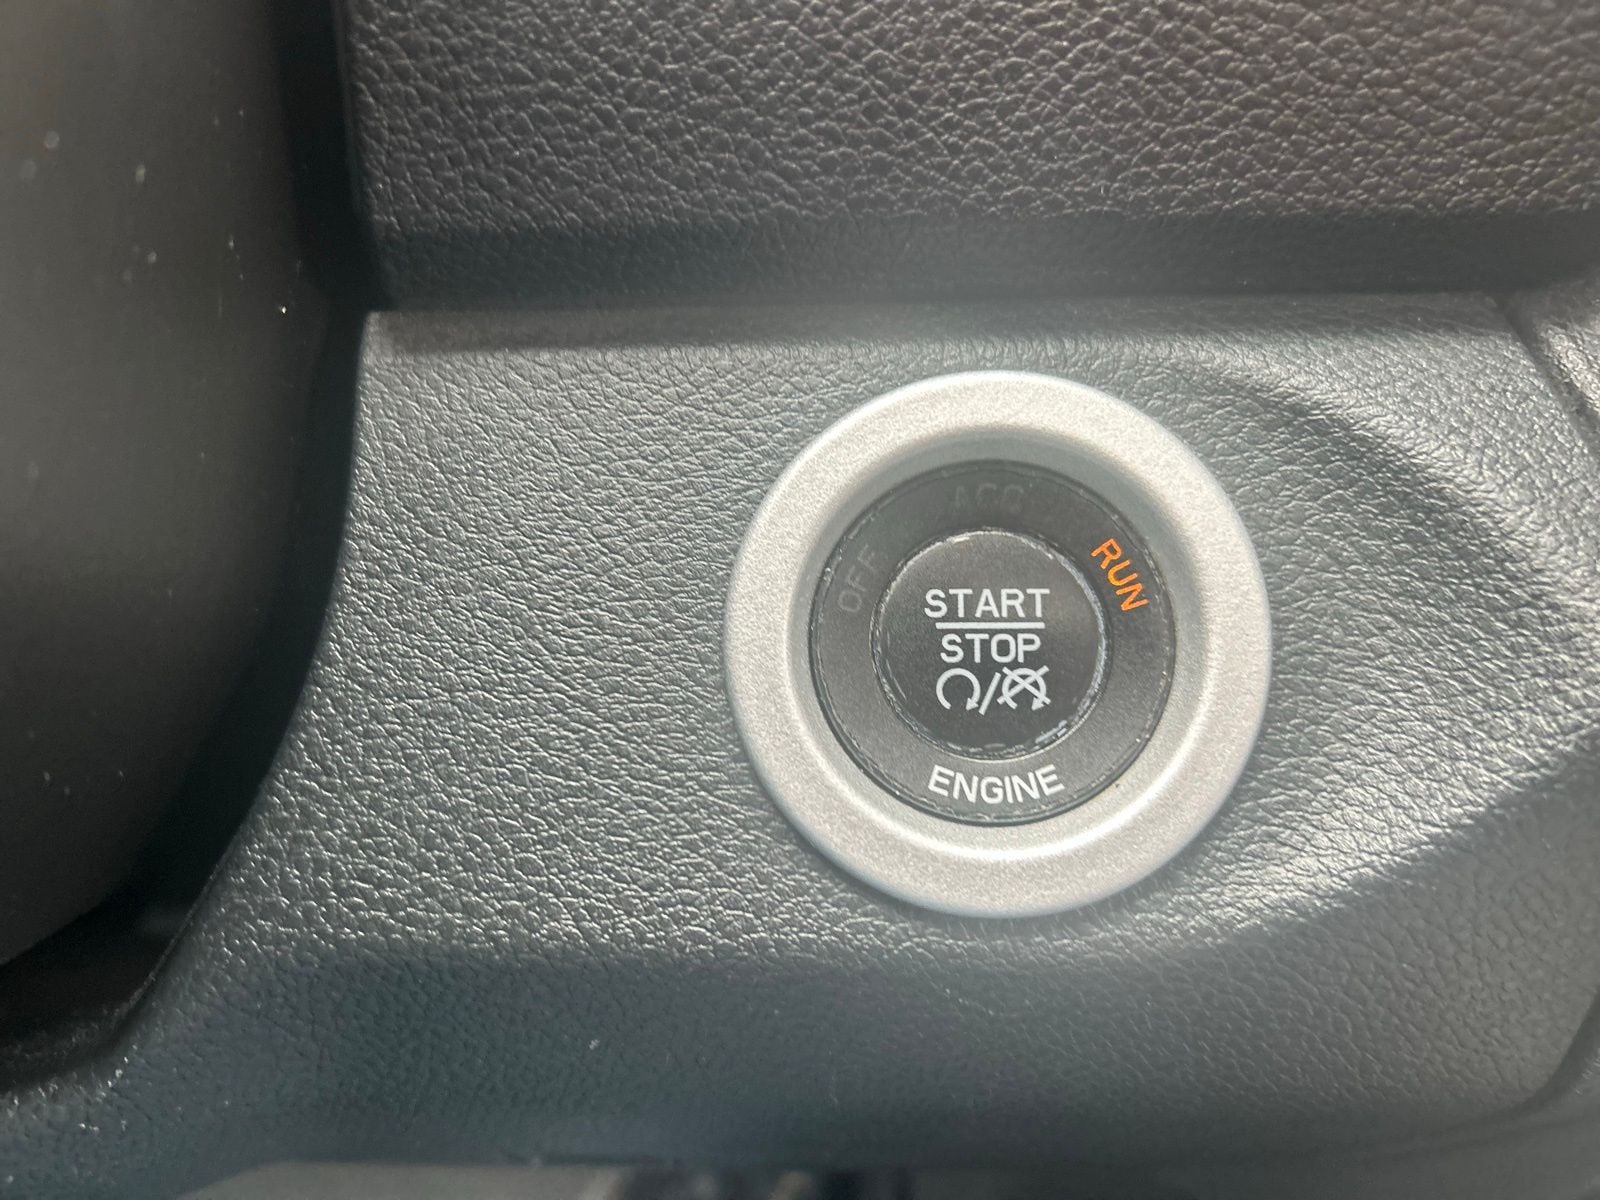 OFF
ACC
RUN
START
STOP
ENGINE